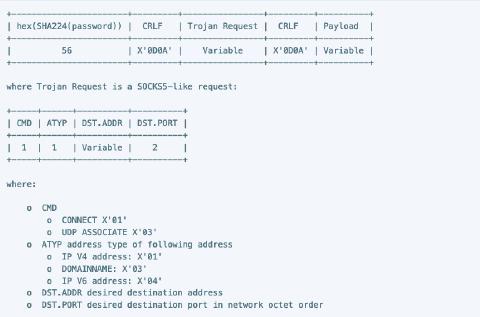 +-----------------------+---------+----------------+---------+----------+
| hex(SHA224(password)) |  CRLF   | Trojan Request |  CRLF   | Payload  |
+-----------------------+---------+----------------+---------+----------+
|          56           | X'0D0A' |    Variable    | X'0D0A' | Variable |
+-----------------------+---------+----------------+---------+----------+
where Trojan Request is a SOCKS5-like request:
+-----+------+----------+----------+
| CMD | ATYP | DST.ADDR | DST.PORT |
+-----+------+----------+----------+
|  1  |  1   | Variable |    2     |
+-----+------+----------+----------+
where:
o  CMD
o  CONNECT X'01'
o  UDP ASSOCIATE X'03'
o  ATYP address type of following address
o  IP V4 address: X'01'
o  DOMAINNAME: X'03'
o  IP V6 address: X'04'
o  DST.ADDR desired destination address
o  DST.PORT desired destination port in network octet order